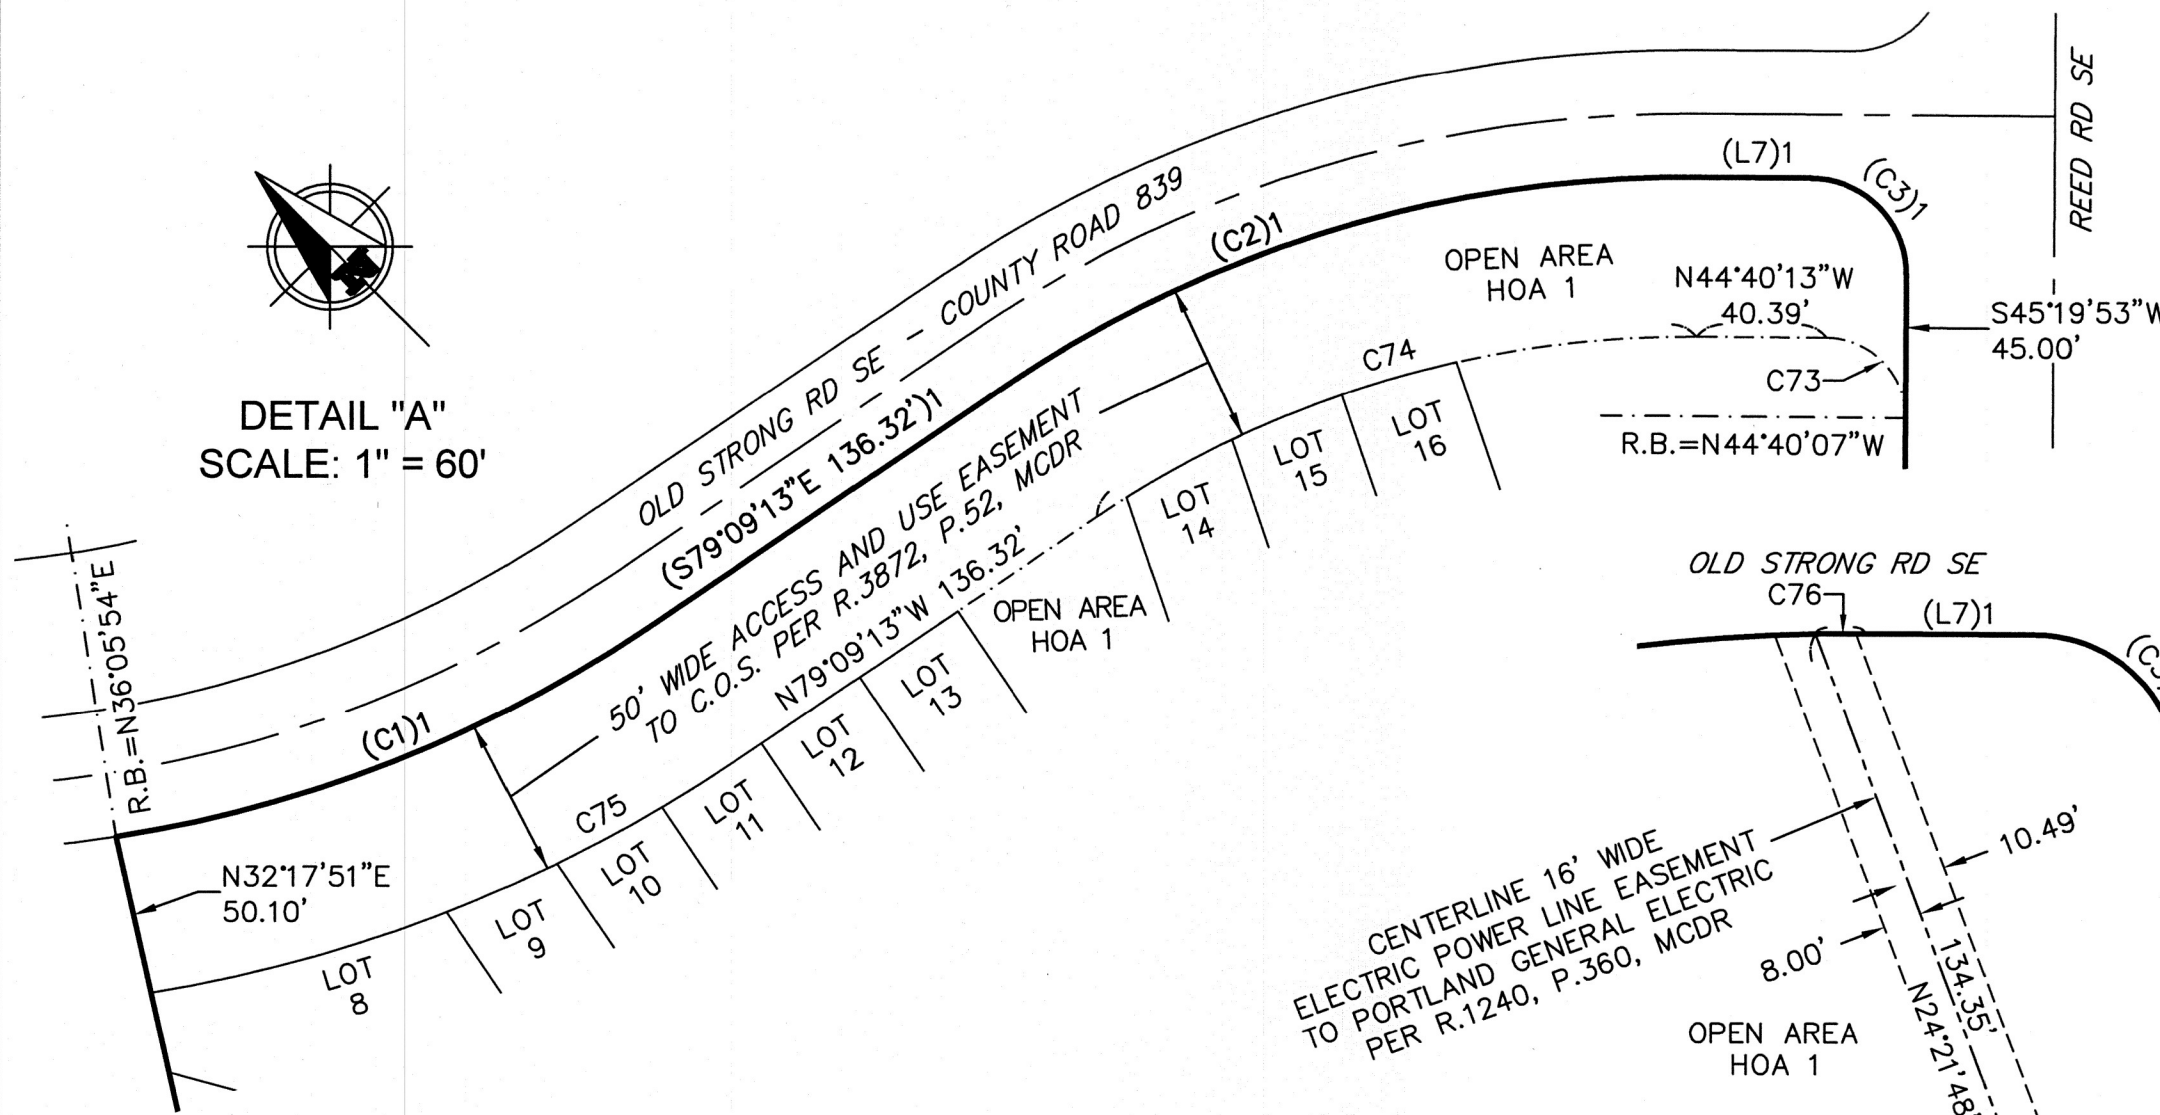 REED RD SE
(L7)1
(C3)1
OLD STRONG RD SE - COUNTY ROAD 839
(C2)1
OPEN AREA
HOA 1
N44°40'13"W
40.39'
S45°19'53"W
45.00'
C74
C73
R.B.=N44°40'07"W
DETAIL "A"
SCALE: 1" = 60'
(S79°09'13"E 136.32')1
50' WIDE ACCESS AND USE EASEMENT
TO C.O.S. PER R.3872, P.52, MCDR
N79°09'13"W 136.32'
LOT
16
LOT
15
LOT
14
OPEN AREA
HOA 1
LOT
13
LOT
12
LOT
11
LOT
10
LOT
9
LOT
8
C75
(C1)1
R.B.=N36°05'54"E
N32°17'51"E
50.10'
OLD STRONG RD SE
C76
(L7)1
CENTERLINE 16' WIDE
ELECTRIC POWER LINE EASEMENT
TO PORTLAND GENERAL ELECTRIC
PER R.1240, P.360, MCDR
10.49'
8.00'
134.35'
N24°21'48"
OPEN AREA
HOA 1